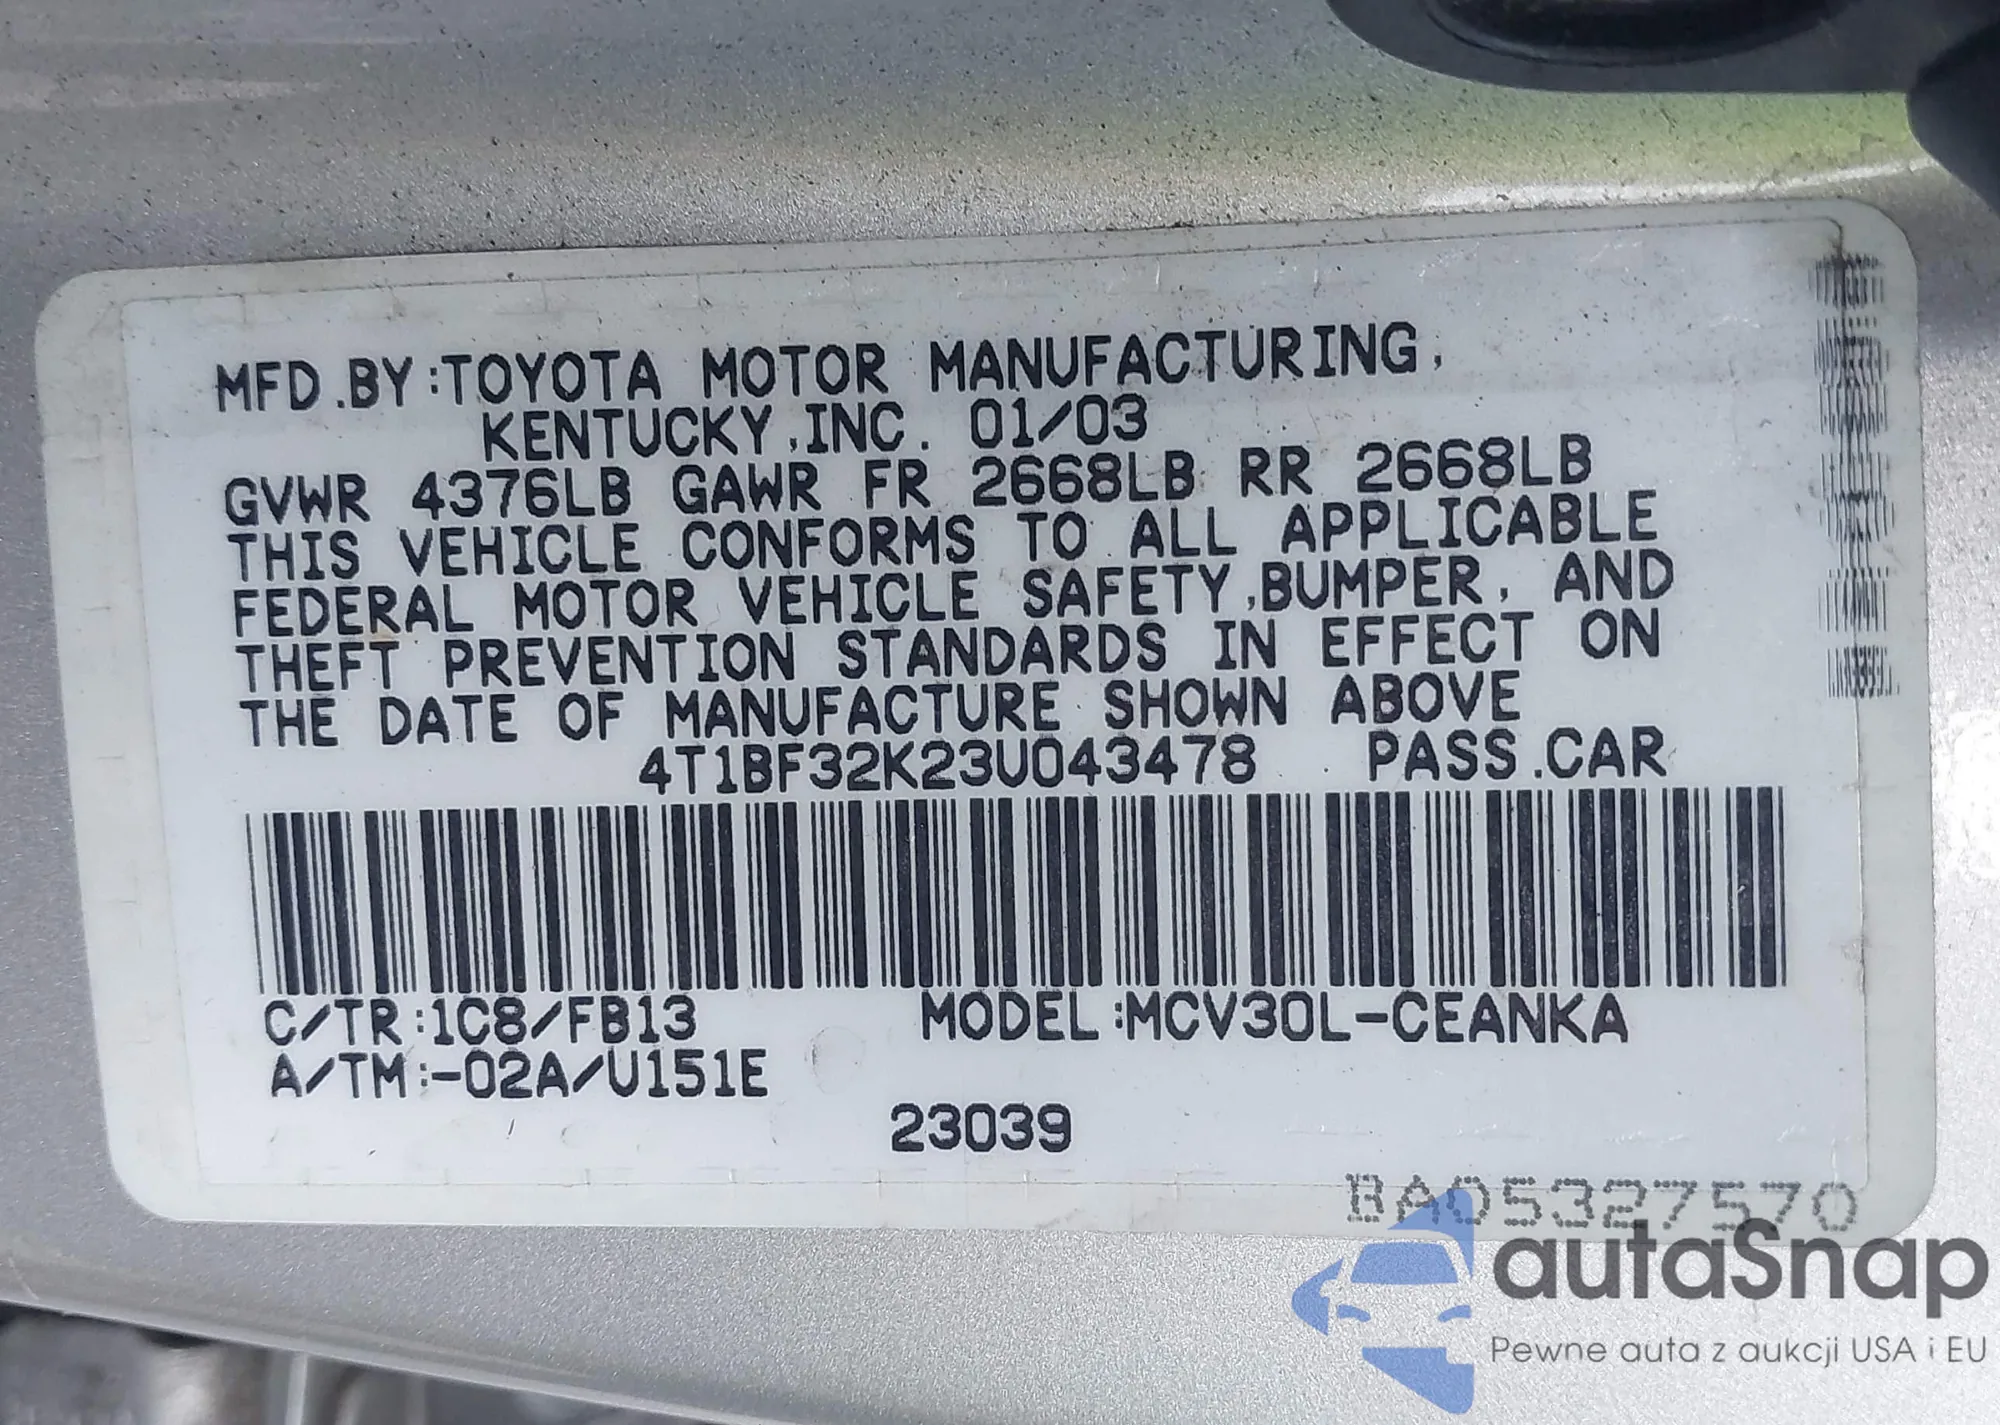 MFD.BY:TOYOTA MOTOR MANUFACTURING,
KENTUCKY,INC. 01/03
GVWR 4376LB GAWR FR 2668LB RR 2668LB
THIS VEHICLE CONFORMS TO ALL APPLICABLE
FEDERAL MOTOR VEHICLE SAFETY,BUMPER, AND
THEFT PREVENTION STANDARDS IN EFFECT ON
THE DATE OF MANUFACTURE SHOWN ABOVE
4T1BF32K23U043478 PASS.CAR
C/TR:1C8/FB13 MODEL:MCV30L-CEANKA
A/TM:-02A/U151E
23039
BA05327570
autaSnap
Pewne auta z aukcji USA i EU